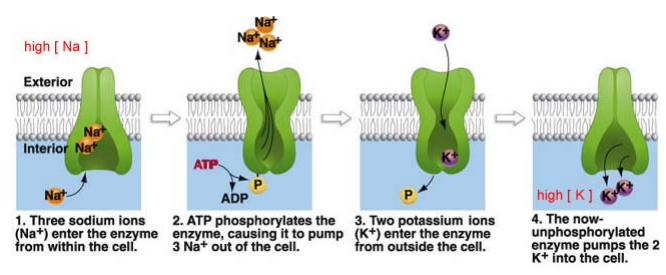 high [ Na ]
Exterior
Interior
Na+
Na+
Na+
1. Three sodium ions
(Na+) enter the enzyme
from within the cell.
Na+
Na+
Na+
ATP
P
ADP
2. ATP phosphorylates the
enzyme, causing it to pump
3 Na+ out of the cell.
K+
K+
P
3. Two potassium ions
(K+) enter the enzyme
from outside the cell.
high [ K ]
K+
K+
4. The now-
unphosphorylated
enzyme pumps the 2
K+ into the cell.